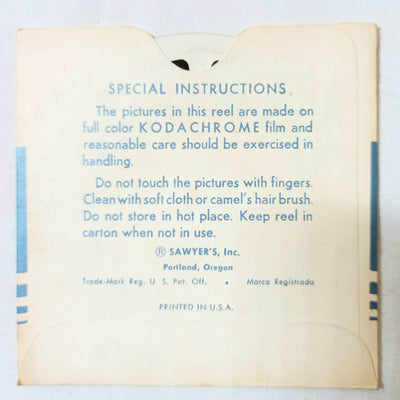 SPECIAL INSTRUCTIONS
The pictures in this reel are made on
full color KODACHROME film and
reasonable care should be exercised in
handling.
Do not touch the pictures with fingers.
Clean with soft cloth or camel's hair brush.
Do not store in hot place. Keep reel in
carton when not in use.
® SAWYER'S, Inc.
Portland, Oregon
Trade-Mark Reg. U. S. Pat. Off. • Marca Registrada
PRINTED IN U.S.A.